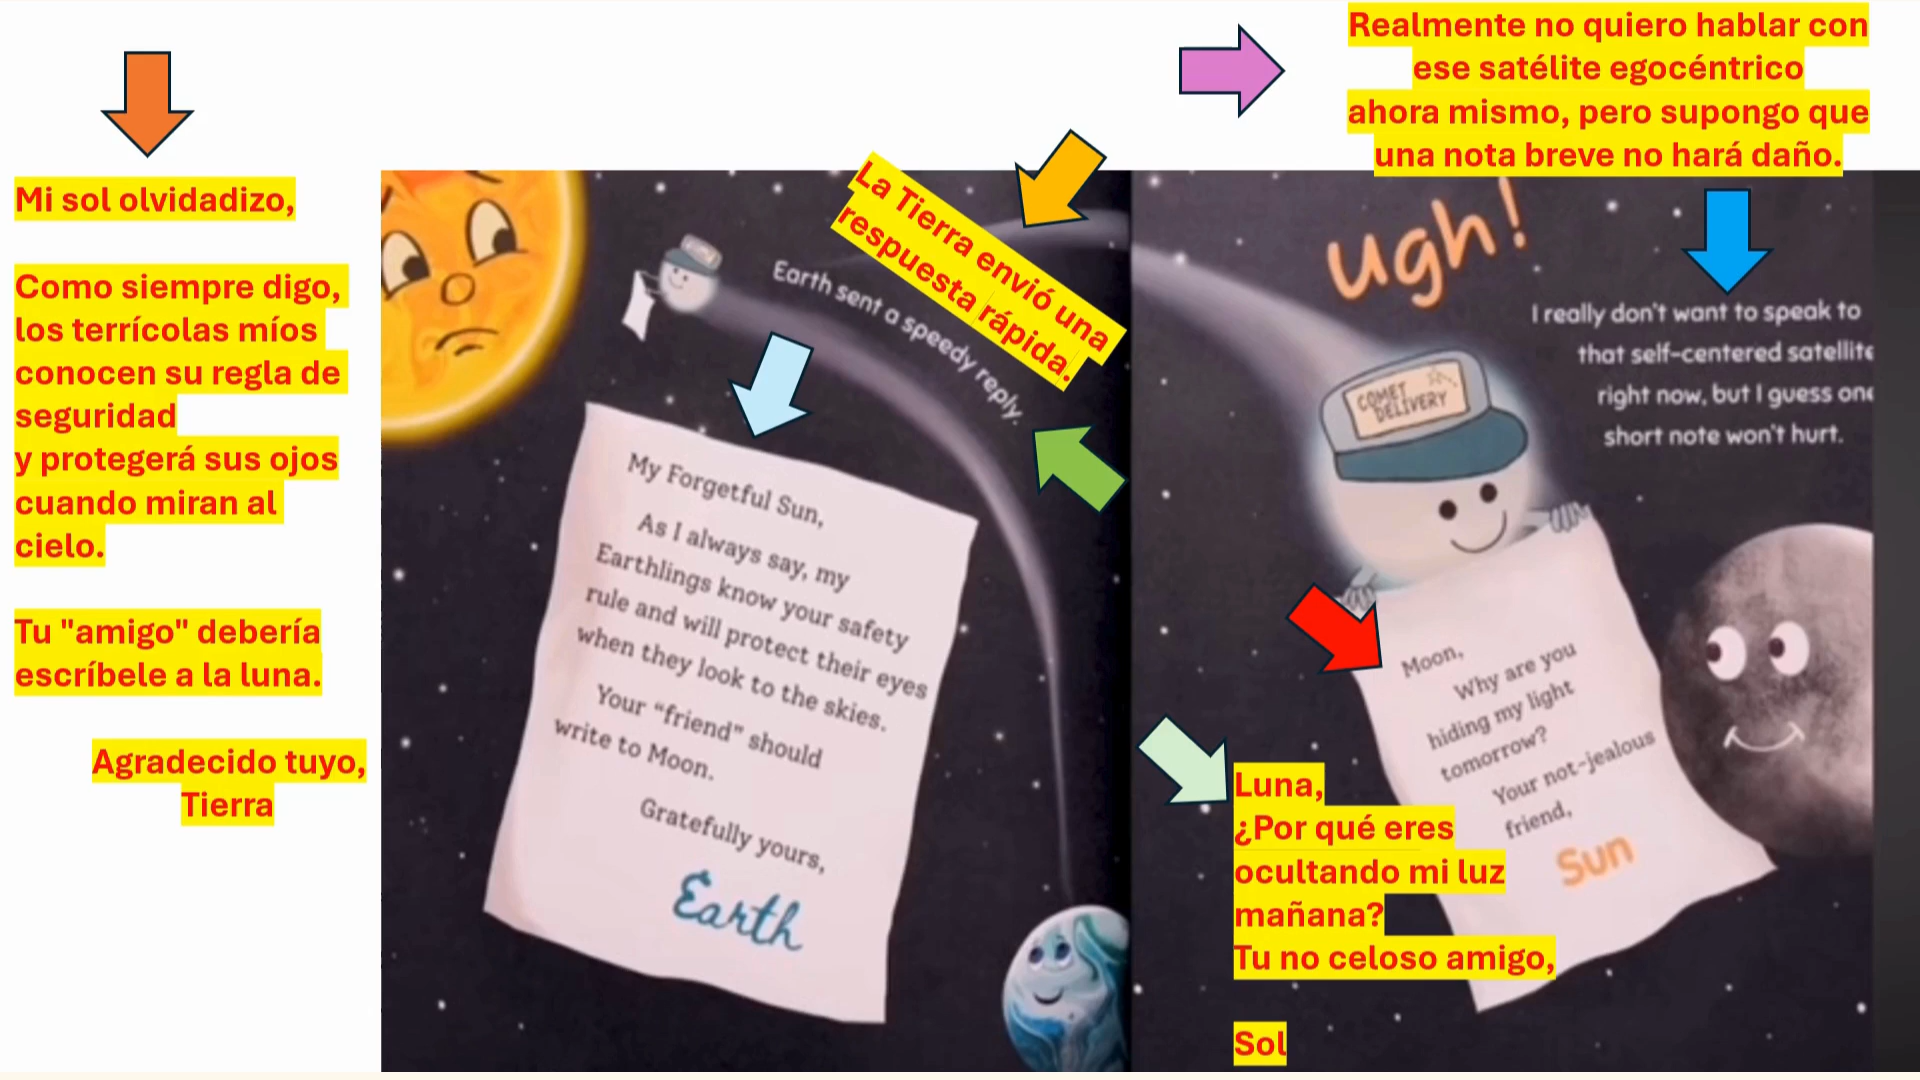 Realmente no quiero hablar con
ese satélite egocéntrico
ahora mismo, pero supongo que
una nota breve no hará daño.
Mi sol olvidadizo,
Como siempre digo,
los terrícolas míos
conocen su regla de
seguridad
y protegerá sus ojos
cuando miran al
cielo.
Tu "amigo" debería
escríbele a la luna.
Agradecido tuyo,
Tierra
La Tierra envió una
respuesta rápida.
Earth sent a speedy reply.
My Forgetful Sun,
As I always say, my
Earthlings know your safety
rule and will protect their eyes
when they look to the skies.
Your “friend” should
write to Moon.
Gratefully yours,
Earth
ugh!
I really don't want to speak to
that self-centered satellite
right now, but I guess one
short note won't hurt.
COMET
DELIVERY
Moon,
Why are you
hiding my light
tomorrow?
Your not-jealous
friend,
Sun
Luna,
¿Por qué eres
ocultando mi luz
mañana?
Tu no celoso amigo,
Sol